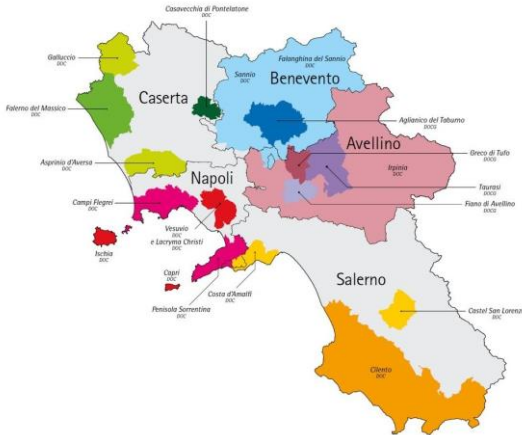 Casavecchia di Pontelatone
DOC
Galluccio
DOC
Falanghina del Sannio
DOC
Sannio
DOC
Benevento
Caserta
Falerno del Massico
DOC
Aglianico del Taburno
DOCG
Avellino
Greco di Tufo
DOCG
Asprinio d'Aversa
DOC
Irpinia
DOC
Napoli
Taurasi
DOCG
Campi Flegrei
DOC
Fiano di Avellino
DOCG
Vesuvio
DOC
e Lacryma Christi
DOC
Ischia
DOC
Capri
DOC
Salerno
Costa d'Amalfi
DOC
Penisola Sorrentina
DOC
Castel San Lorenzo
DOC
Cilento
DOC